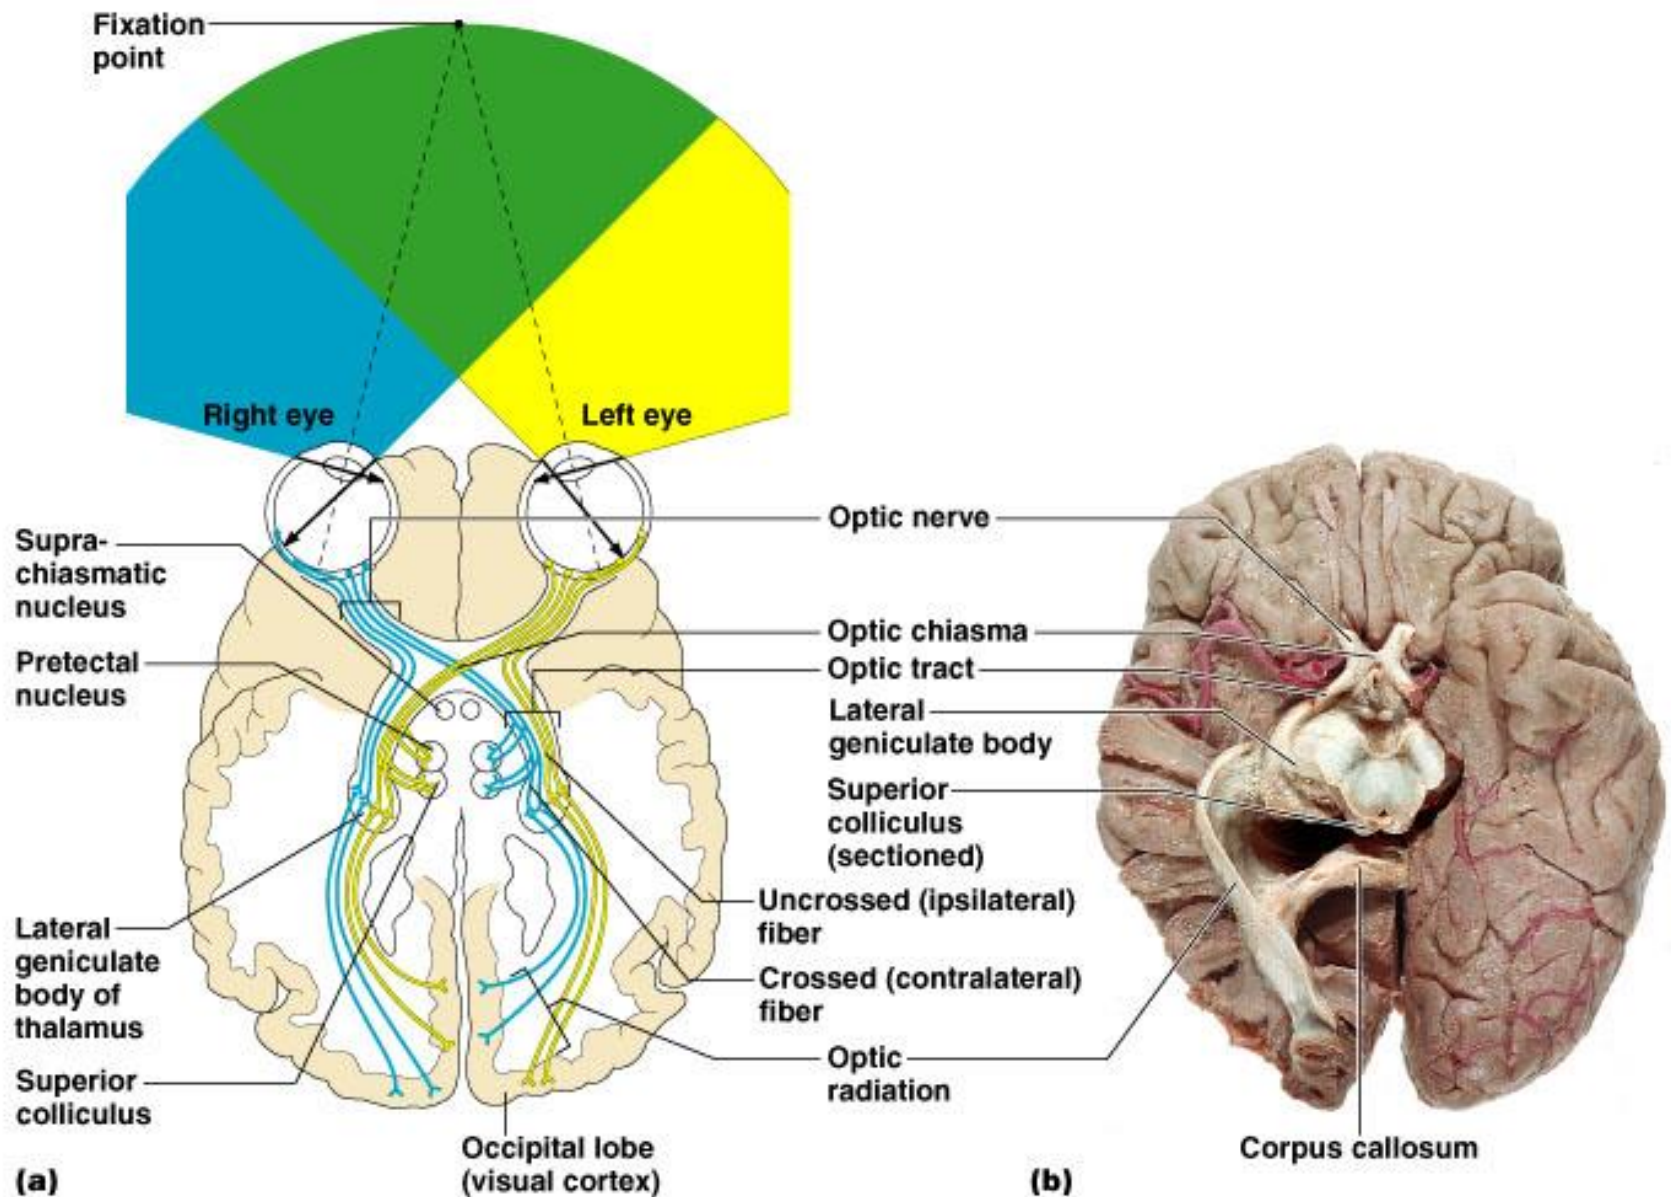 Fixation
point
Right eye
Left eye
Supra-
chiasmatic
nucleus
Pretectal
nucleus
Lateral
geniculate
body of
thalamus
Superior
colliculus
Optic nerve
Optic chiasma
Optic tract
Lateral
geniculate body
Superior
colliculus
(sectioned)
Uncrossed (ipsilateral)
fiber
Crossed (contralateral)
fiber
Optic
radiation
Occipital lobe
(visual cortex)
Corpus callosum
(a)
(b)